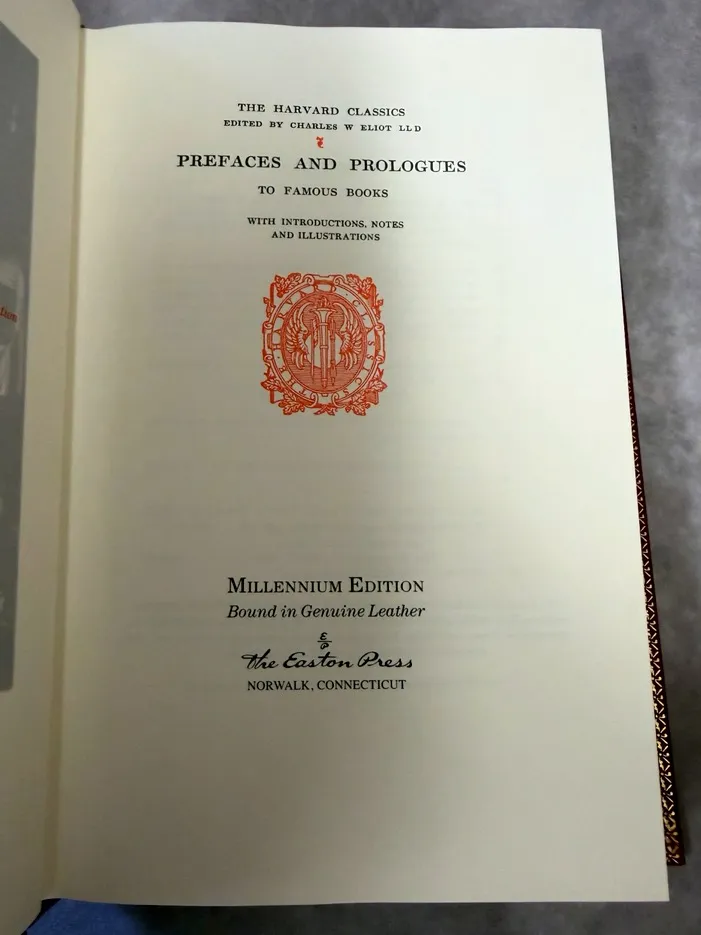 THE HARVARD CLASSICS
EDITED BY CHARLES W ELIOT LL D
PREFACES AND PROLOGUES
TO FAMOUS BOOKS
WITH INTRODUCTIONS, NOTES
AND ILLUSTRATIONS
MILLENNIUM EDITION
Bound in Genuine Leather
E
P
The Easton Press
NORWALK, CONNECTICUT